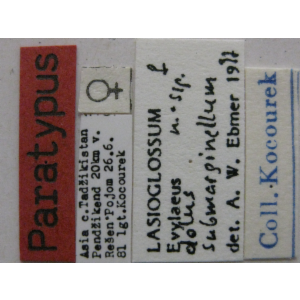 Paratypus
♀
Asia c.Tadžikistan
Pendžikend 20km v.
Rešen-Pojom 26.6.
81 lgt.Kocourek
LASIOGLOSSUM
Evylaeus n. sp. ♀
dolus
submarginellum
det. A. W. Ebmer 19
Coll. Kocourek